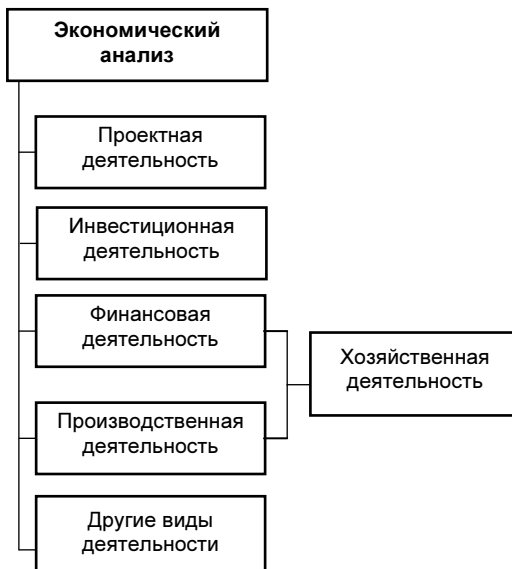 Экономический
анализ
Проектная
деятельность
Инвестиционная
деятельность
Финансовая
деятельность
Хозяйственная
деятельность
Производственная
деятельность
Другие виды
деятельности